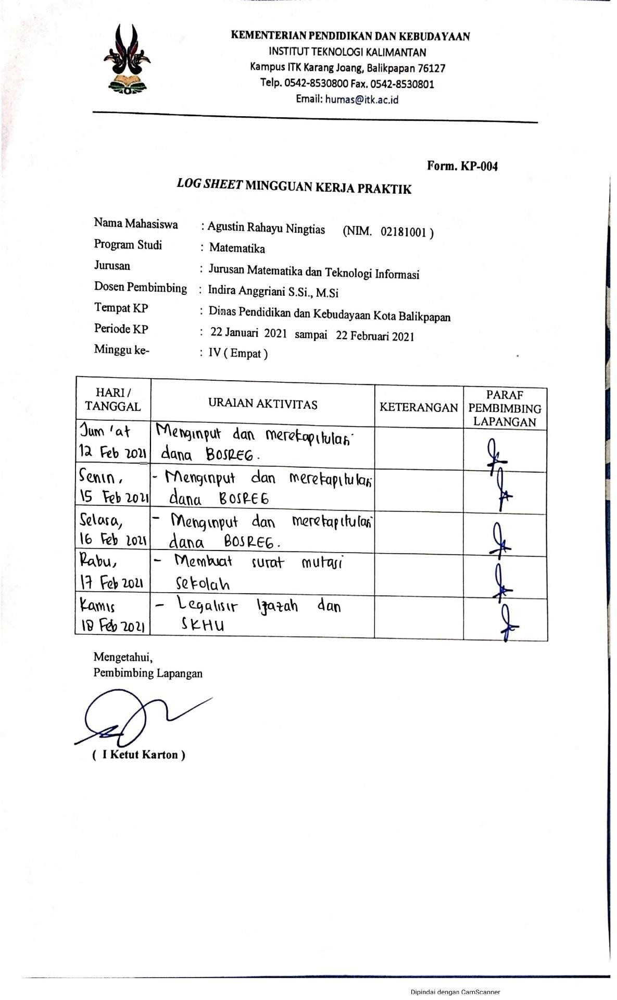 KEMENTERIAN PENDIDIKAN DAN KEBUDAYAAN
INSTITUT TEKNOLOGI KALIMANTAN
Kampus ITK Karang Joang, Balikpapan 76127
Telp. 0542-8530800 Fax. 0542-8530801
Email: humas@itk.ac.id
Form. KP-004
LOG SHEET MINGGUAN KERJA PRAKTIK
Nama Mahasiswa : Agustin Rahayu Ningtias (NIM. 02181001 )
Program Studi : Matematika
Jurusan : Jurusan Matematika dan Teknologi Informasi
Dosen Pembimbing : Indira Anggriani S.Si., M.Si
Tempat KP : Dinas Pendidikan dan Kebudayaan Kota Balikpapan
Periode KP : 22 Januari 2021 sampai 22 Februari 2021
Minggu ke- : IV ( Empat )
HARI /
TANGGAL
URAIAN AKTIVITAS
KETERANGAN
PARAF
PEMBIMBING
LAPANGAN
Jum'at
12 Feb 2021
Menginput dan merekapitulasi
dana BOSREG.
Senin,
15 Feb 2021
- Menginput dan merekapitulasi
dana BOSREG
Selasa,
16 Feb 2021
- Menginput dan merekapitulasi
dana BOSREG.
Rabu,
17 Feb 2021
- Membuat surat mutasi
sekolah
Kamis
18 Feb 2021
- Legalisir Ijazah dan
SKHU
Mengetahui,
Pembimbing Lapangan
( I Ketut Karton )
Dipindai dengan CamScanner